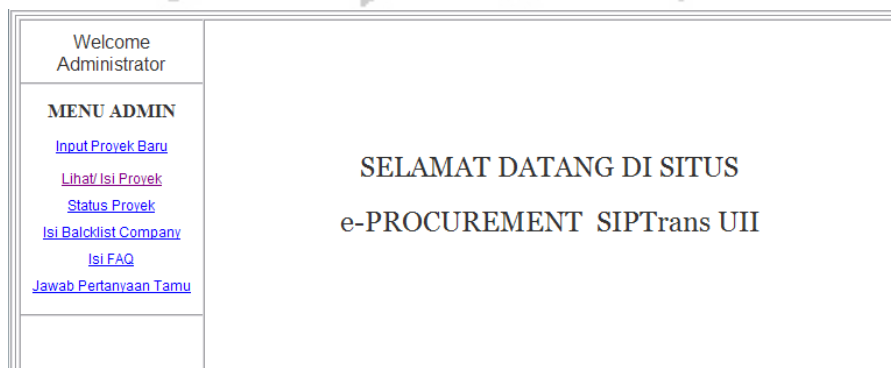 Welcome
Administrator
MENU ADMIN
Input Proyek Baru
Lihat/ Isi Proyek
Status Proyek
Isi Balcklist Company
Isi FAQ
Jawab Pertanyaan Tamu
SELAMAT DATANG DI SITUS
e-PROCUREMENT SIPTrans UII